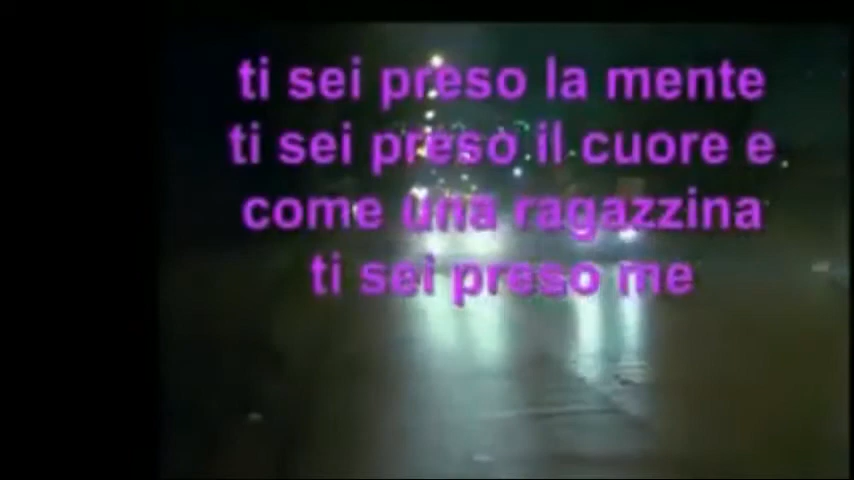 ti sei preso la mente
ti sei preso il cuore e
come una ragazzina
ti sei preso me